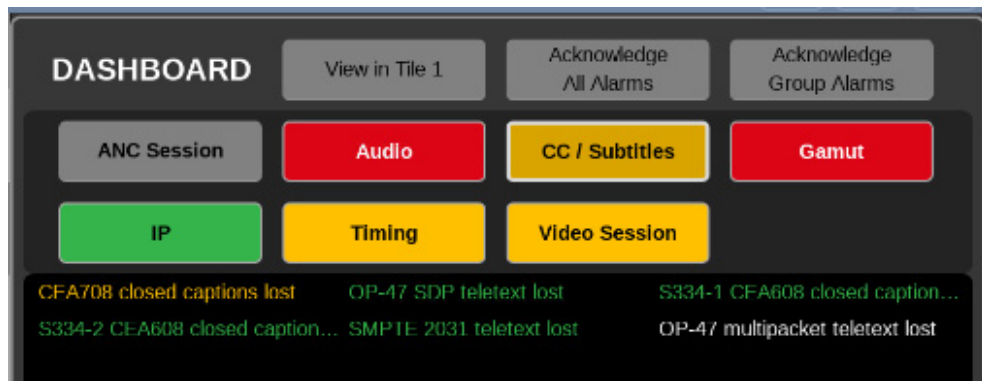 DASHBOARD
View in Tile 1
Acknowledge
All Alarms
Acknowledge
Group Alarms
ANC Session
Audio
CC / Subtitles
Gamut
IP
Timing
Video Session
CEA708 closed captions lost
OP-47 SDP teletext lost
S334-1 CEA608 closed caption...
S334-2 CEA608 closed caption...
SMPTE 2031 teletext lost
OP-47 multipacket teletext lost